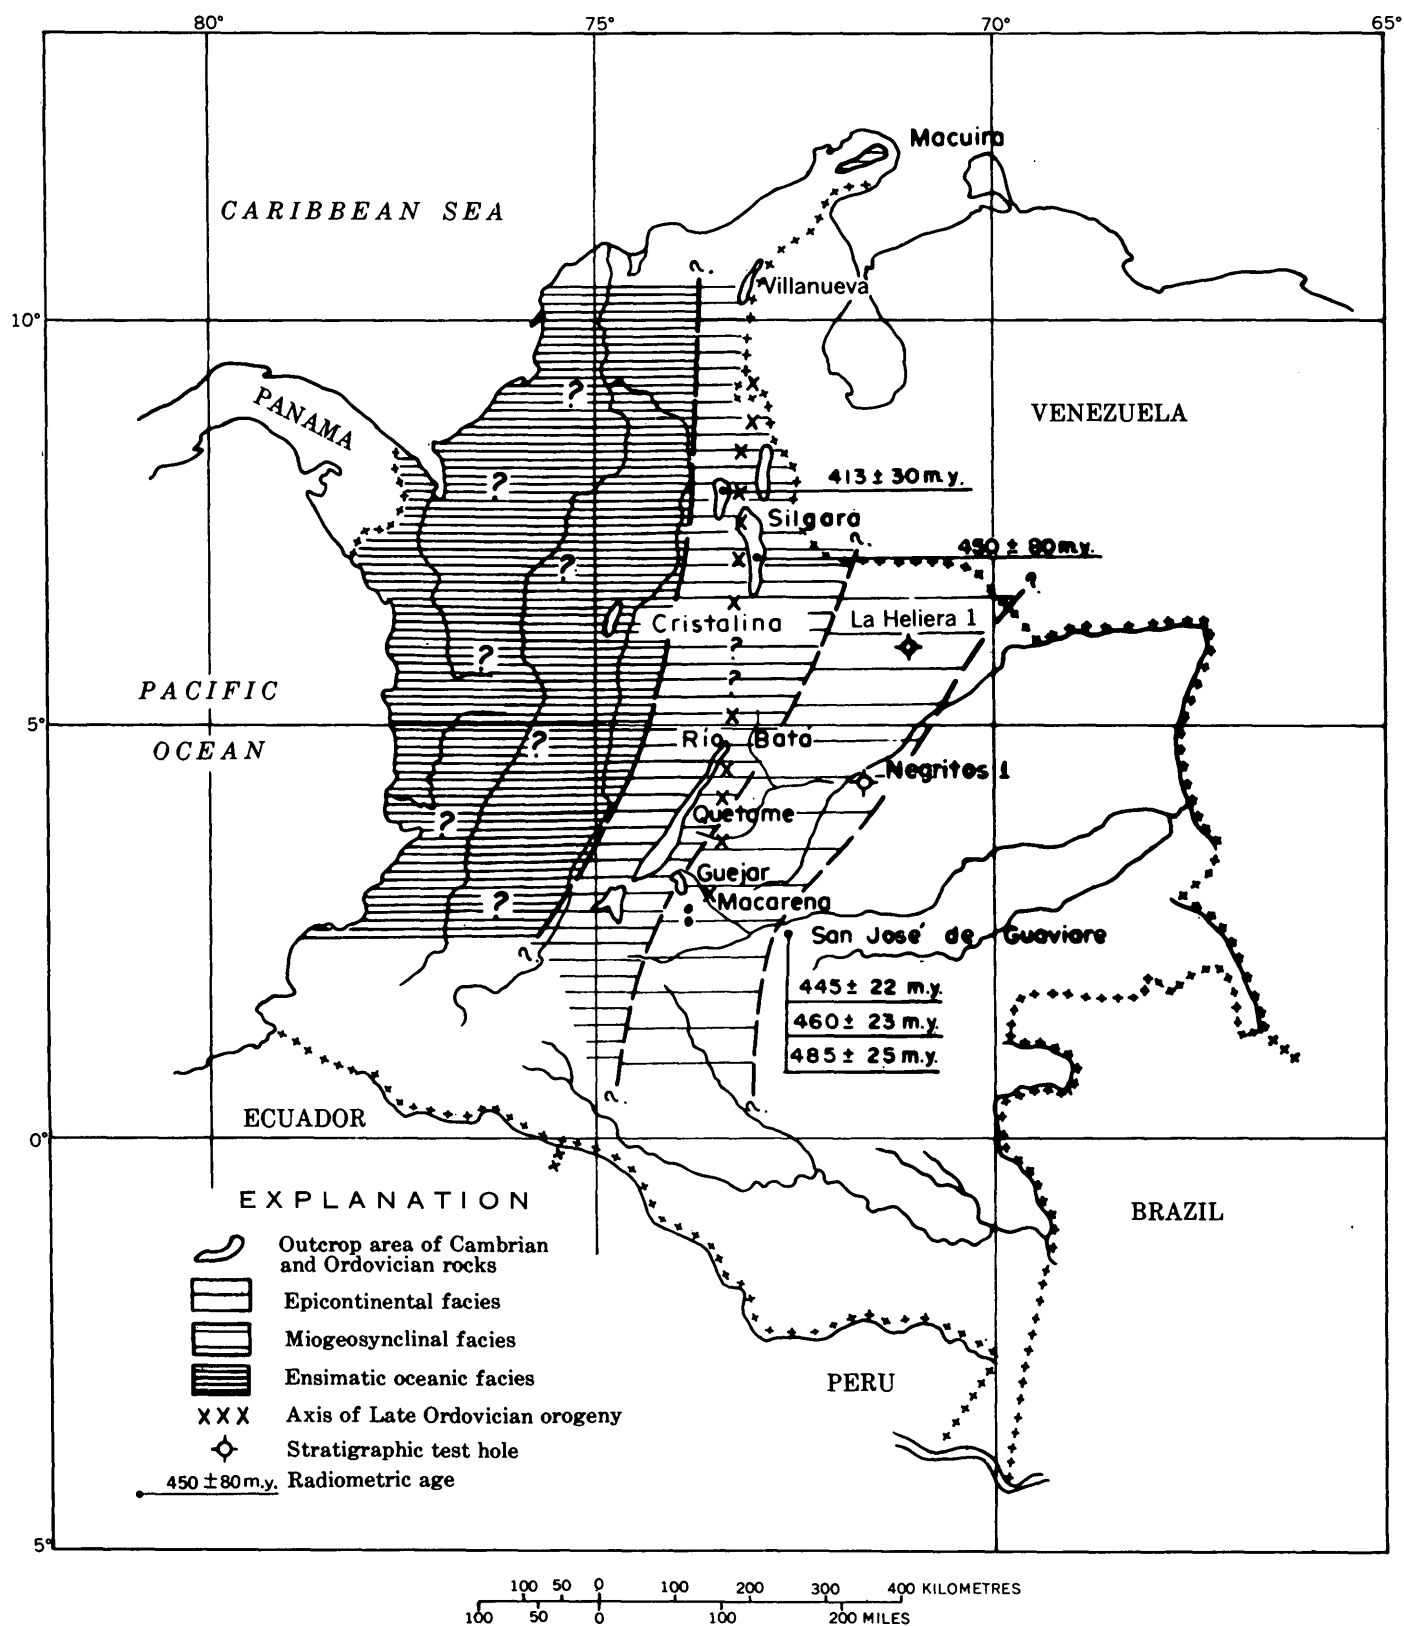 80° 75° 70° 65°
Macuira
CARIBBEAN SEA
?.
Villanueva
10°
PANAMA
?
VENEZUELA
?
413 ± 30 m.y.
Silgara
?.
450 ± 80 m.y.
?
?.
Cristalina
La Heliera 1
?
?
?
PACIFIC
OCEAN
5°
Río Batá
?
Negritos 1
?
Quetame
Guejar
Macarena
?
San José de Guaviare
?.
445 ± 22 m.y.
460 ± 23 m.y.
485 ± 25 m.y.
?.
?.
ECUADOR
0°
EXPLANATION
BRAZIL
Outcrop area of Cambrian
and Ordovician rocks
Epicontinental facies
Miogeosynclinal facies
Ensimatic oceanic facies
XXX Axis of Late Ordovician orogeny
Stratigraphic test hole
450 ± 80 m.y. Radiometric age
PERU
5°
100 50 0 100 200 300 400 KILOMETRES
100 50 0 100 200 MILES